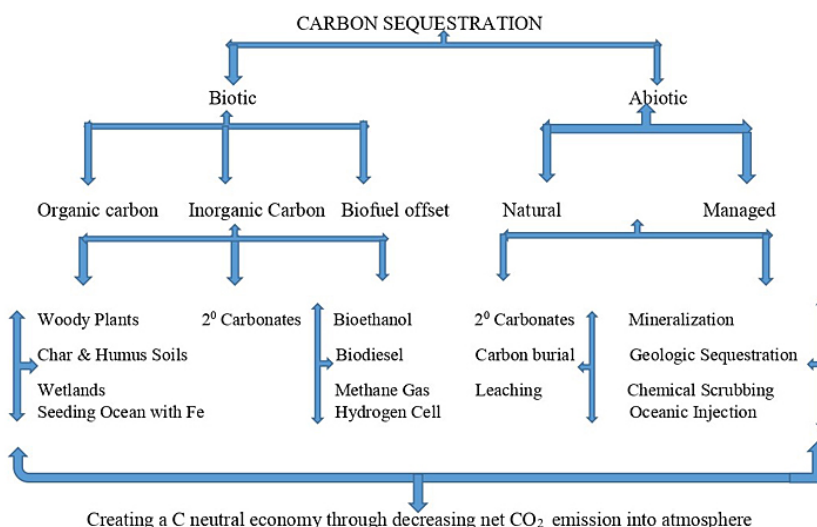 CARBON SEQUESTRATION
Biotic
Abiotic
Organic carbon
Inorganic Carbon
Biofuel offset
Natural
Managed
Woody Plants
Char & Humus Soils
Wetlands
Seeding Ocean with Fe
2⁰ Carbonates
Bioethanol
Biodiesel
Methane Gas
Hydrogen Cell
2⁰ Carbonates
Carbon burial
Leaching
Mineralization
Geologic Sequestration
Chemical Scrubbing
Oceanic Injection
Creating a C neutral economy through decreasing net CO₂ emission into atmosphere